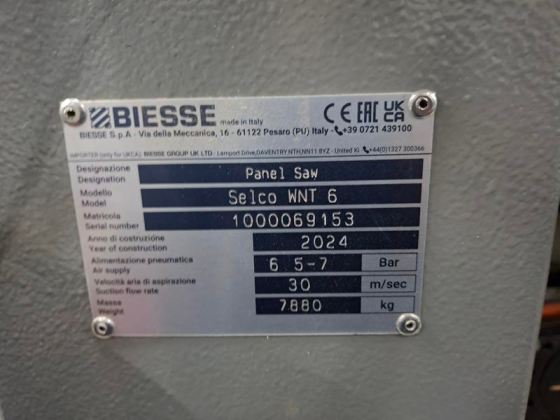 BIESSE made in Italy CE EAC UKCA
BIESSE S.p.A - Via della Meccanica, 16 - 61122 Pesaro (PU) Italy - +39 0721 439100
IMPORTER (only for UKCA): BIESSE GROUP UK LTD - Lamport Drive, DAVENTRY NTH, NN11 8YZ - United Ki +44(0)1327 300366
Designazione
Designation Panel Saw
Modello
Model Selco WNT 6
Matricola
Serial number 1000069153
Anno di costruzione
Year of construction 2024
Alimentazione pneumatica
Air supply 6 5-7 Bar
Velocità aria di aspirazione
Suction flow rate 30 m/sec
Massa
Weight 7880 kg